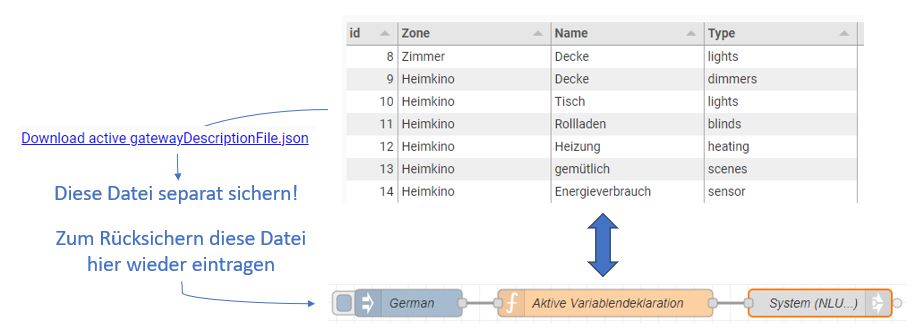 id Zone Name Type
8 Zimmer Decke lights
9 Heimkino Decke dimmers
10 Heimkino Tisch lights
11 Heimkino Rollladen blinds
12 Heimkino Heizung heating
13 Heimkino gemütlich scenes
14 Heimkino Energieverbrauch sensor
Download active gatewayDescriptionFile.json
Diese Datei separat sichern!
Zum Rücksichern diese Datei
hier wieder eintragen
German
Aktive Variablendeklaration
System (NLU...)